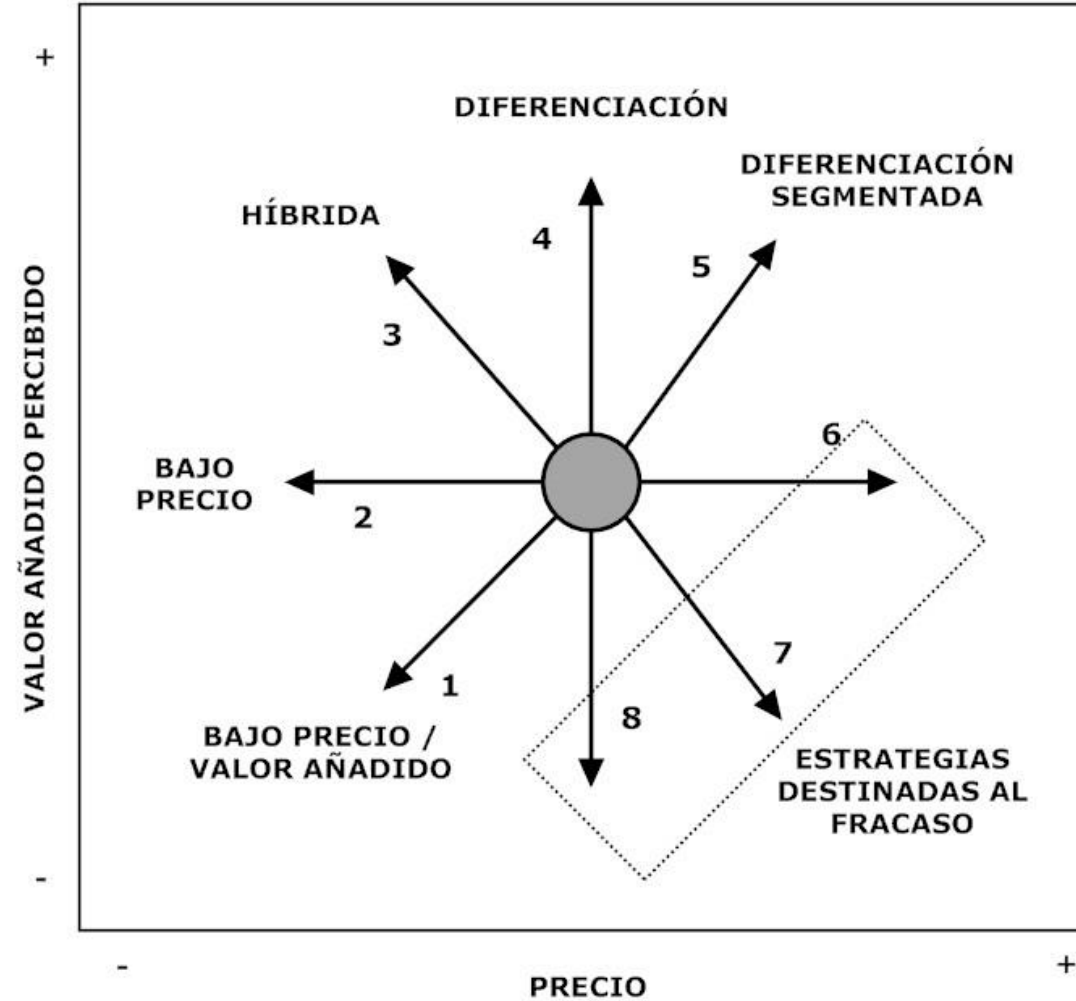 +
DIFERENCIACIÓN
DIFERENCIACIÓN
SEGMENTADA
HÍBRIDA
4
5
3
VALOR AÑADIDO PERCIBIDO
6
BAJO
PRECIO
2
7
1
8
BAJO PRECIO /
VALOR AÑADIDO
ESTRATEGIAS
DESTINADAS AL
FRACASO
-
-
+
PRECIO